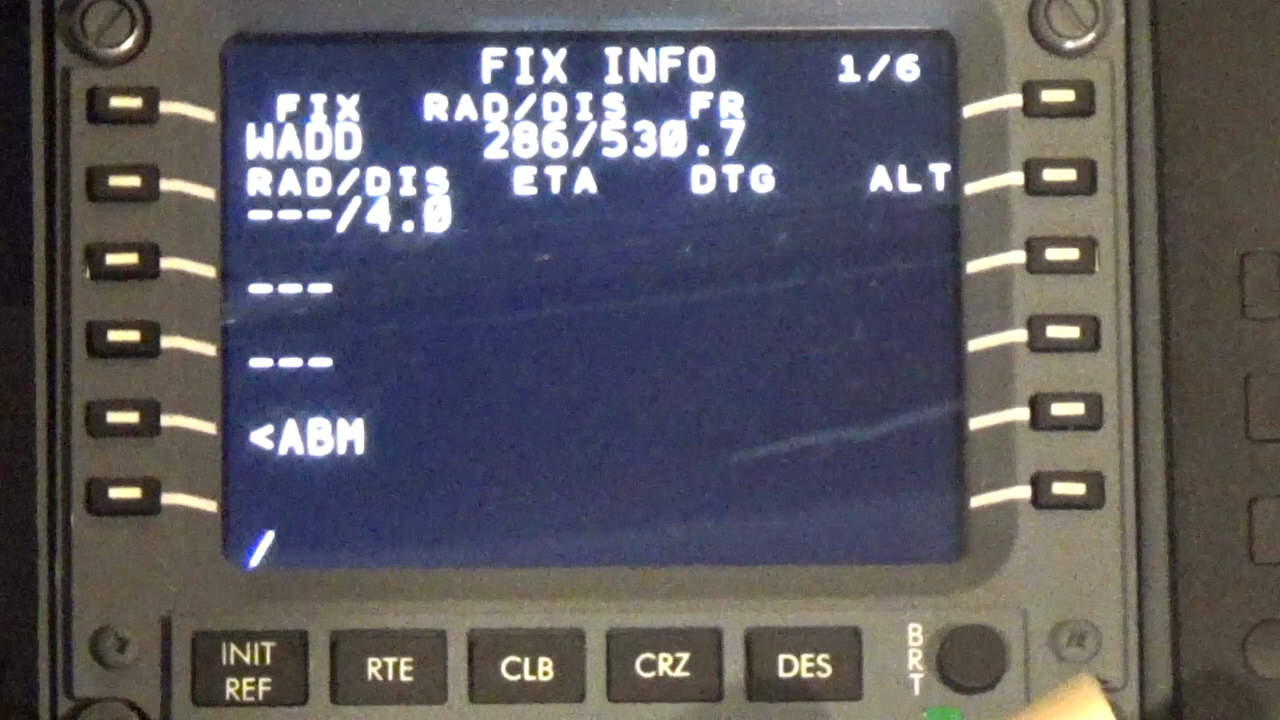 FIX INFO 1/6
FIX RAD/DIS FR
WADD 286/530.7
RAD/DIS ETA DTG ALT
---/4.0
---
---
<ABM
/
INIT REF RTE CLB CRZ DES BRT